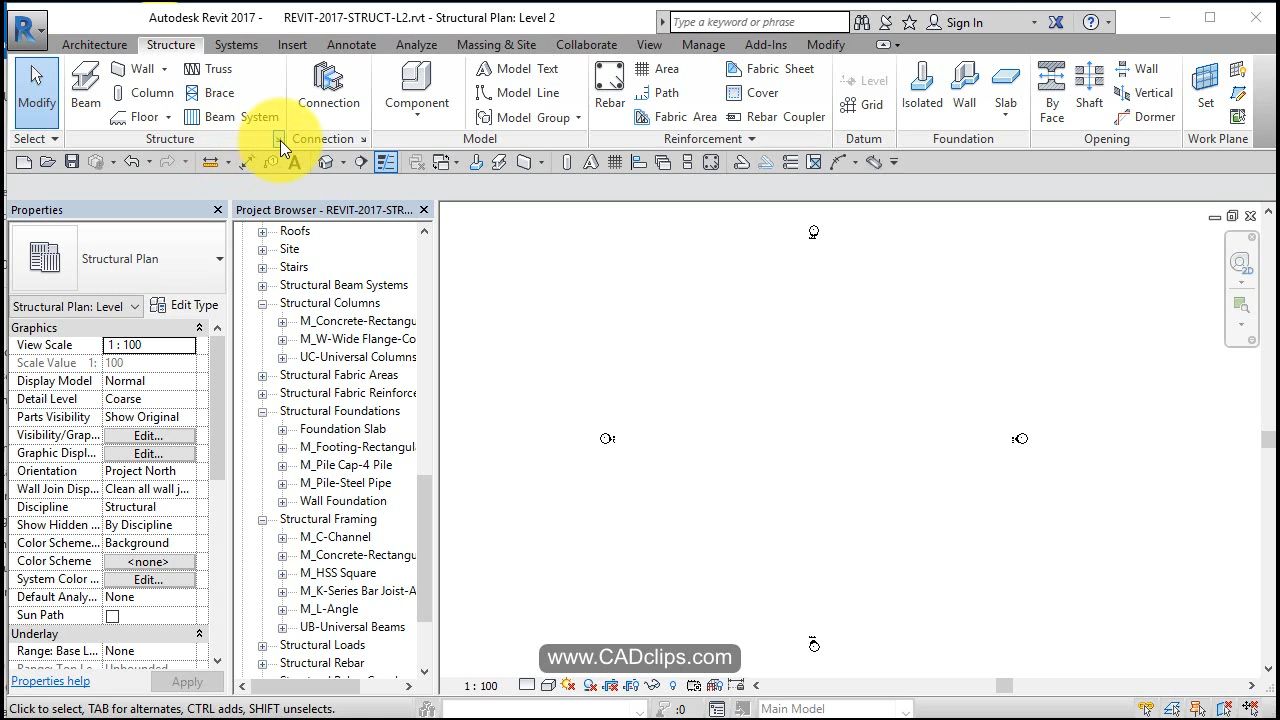 Autodesk Revit 2017 - REVIT-2017-STRUCT-L2.rvt - Structural Plan: Level 2
Type a keyword or phrase
Sign In
Architecture Structure Systems Insert Annotate Analyze Massing & Site Collaborate View Manage Add-Ins Modify
Modify
Beam
Wall
Column
Floor
Truss
Brace
Beam System
Connection
Component
Model Text
Model Line
Model Group
Rebar
Area
Path
Fabric Area
Fabric Sheet
Cover
Rebar Coupler
Level
Grid
Isolated
Wall
Slab
By Face
Shaft
Wall
Vertical
Dormer
Set
Select Structure Connection Model Reinforcement Datum Foundation Opening Work Plane
Properties
Structural Plan
Structural Plan: Level
Edit Type
Graphics
View Scale 1 : 100
Scale Value 1: 100
Display Model Normal
Detail Level Coarse
Parts Visibility Show Original
Visibility/Grap... Edit...
Graphic Displ... Edit...
Orientation Project North
Wall Join Disp... Clean all wall j...
Discipline Structural
Show Hidden ... By Discipline
Color Scheme... Background
Color Scheme <none>
System Color ... Edit...
Default Analy... None
Sun Path
Underlay
Range: Base L... None
Range: Top Le... Unbounded
Properties help
Apply
Project Browser - REVIT-2017-STR...
Roofs
Site
Stairs
Structural Beam Systems
Structural Columns
M_Concrete-Rectangu
M_W-Wide Flange-Co
UC-Universal Columns
Structural Fabric Areas
Structural Fabric Reinforce
Structural Foundations
Foundation Slab
M_Footing-Rectangula
M_Pile Cap-4 Pile
M_Pile-Steel Pipe
Wall Foundation
Structural Framing
M_C-Channel
M_Concrete-Rectangu
M_HSS Square
M_K-Series Bar Joist-A
M_L-Angle
UB-Universal Beams
Structural Loads
Structural Rebar
2D
www.CADclips.com
1 : 100
Click to select, TAB for alternates, CTRL adds, SHIFT unselects.
:0
Main Model